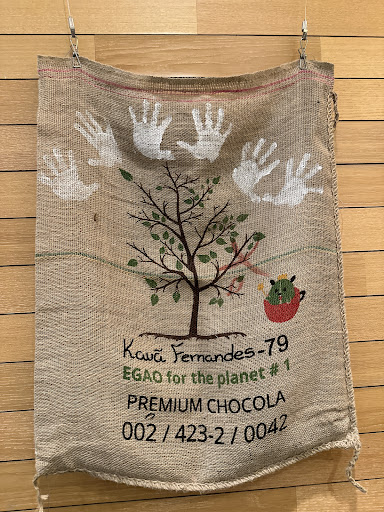 Kauã Fernandes-79
EGAO for the planet # 1
PREMIUM CHOCOLA
002 / 423-2 / 0042